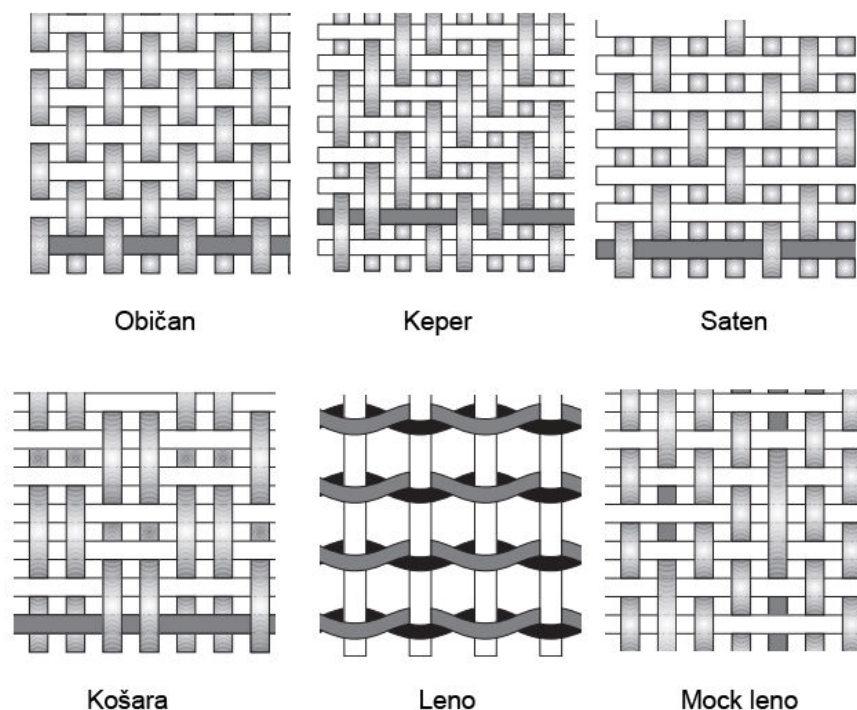 Običan
Keper
Saten
Košara
Leno
Mock leno